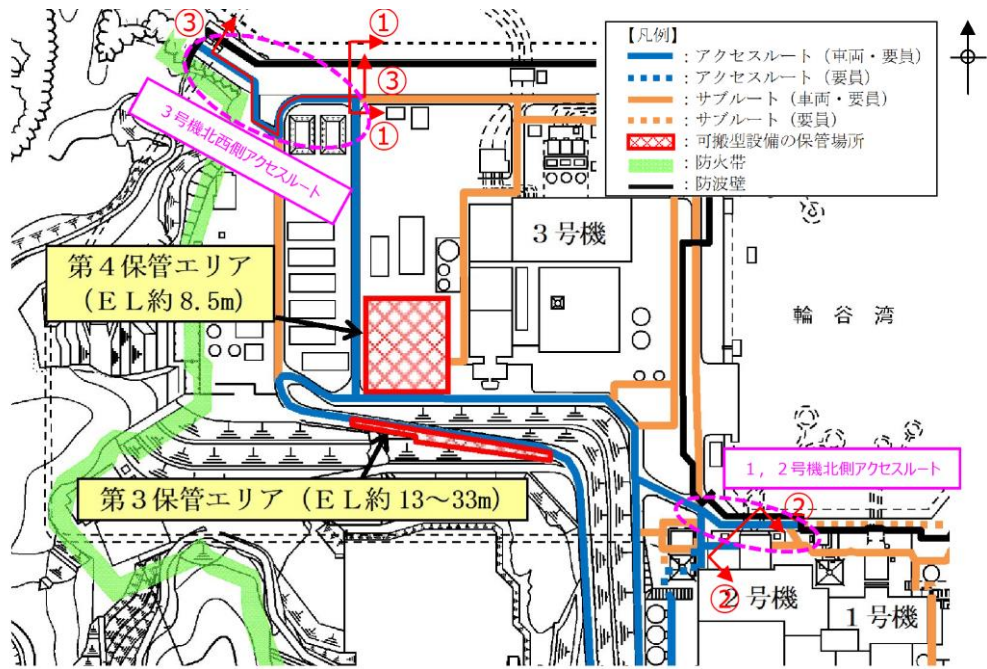 ③
①
③
①
３号機北西側アクセスルート
【凡例】
：アクセスルート（車両・要員）
：アクセスルート（要員）
：サブルート（車両・要員）
：サブルート（要員）
：可搬型設備の保管場所
：防火帯
：防波壁
３号機
第４保管エリア
（ＥＬ約8.5m）
輪谷湾
第３保管エリア（ＥＬ約13～33m）
１，２号機北側アクセスルート
②
②
２号機
１号機